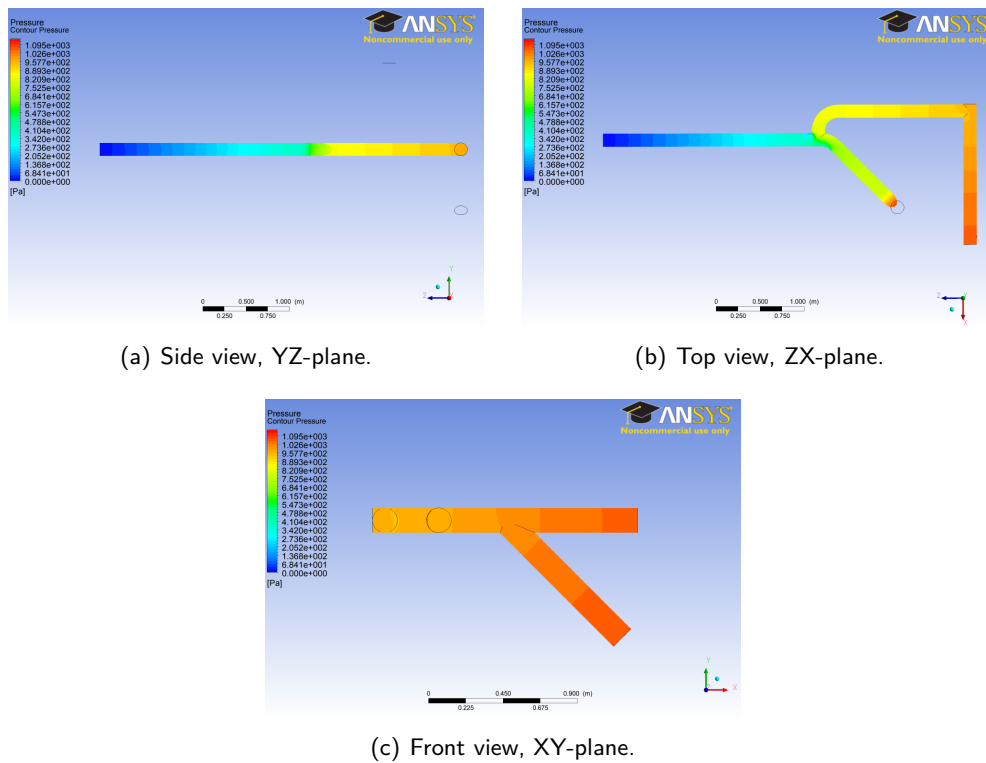 Pressure
Contour Pressure
1.095e+003
1.026e+003
9.577e+002
8.893e+002
8.209e+002
7.525e+002
6.841e+002
6.157e+002
5.473e+002
4.788e+002
4.104e+002
3.420e+002
2.736e+002
2.052e+002
1.368e+002
6.841e+001
0.000e+000
[Pa]
ANSYS
Noncommercial use only
0 0.500 1.000 (m)
0.250 0.750
Y
Z
(a) Side view, YZ-plane.
Pressure
Contour Pressure
1.095e+003
1.026e+003
9.577e+002
8.893e+002
8.209e+002
7.525e+002
6.841e+002
6.157e+002
5.473e+002
4.788e+002
4.104e+002
3.420e+002
2.736e+002
2.052e+002
1.368e+002
6.841e+001
0.000e+000
[Pa]
ANSYS
Noncommercial use only
0 0.500 1.000 (m)
0.250 0.750
Z
X
(b) Top view, ZX-plane.
Pressure
Contour Pressure
1.095e+003
1.026e+003
9.577e+002
8.893e+002
8.209e+002
7.525e+002
6.841e+002
6.157e+002
5.473e+002
4.788e+002
4.104e+002
3.420e+002
2.736e+002
2.052e+002
1.368e+002
6.841e+001
0.000e+000
[Pa]
ANSYS
Noncommercial use only
0 0.450 0.900 (m)
0.225 0.675
Y
X
(c) Front view, XY-plane.